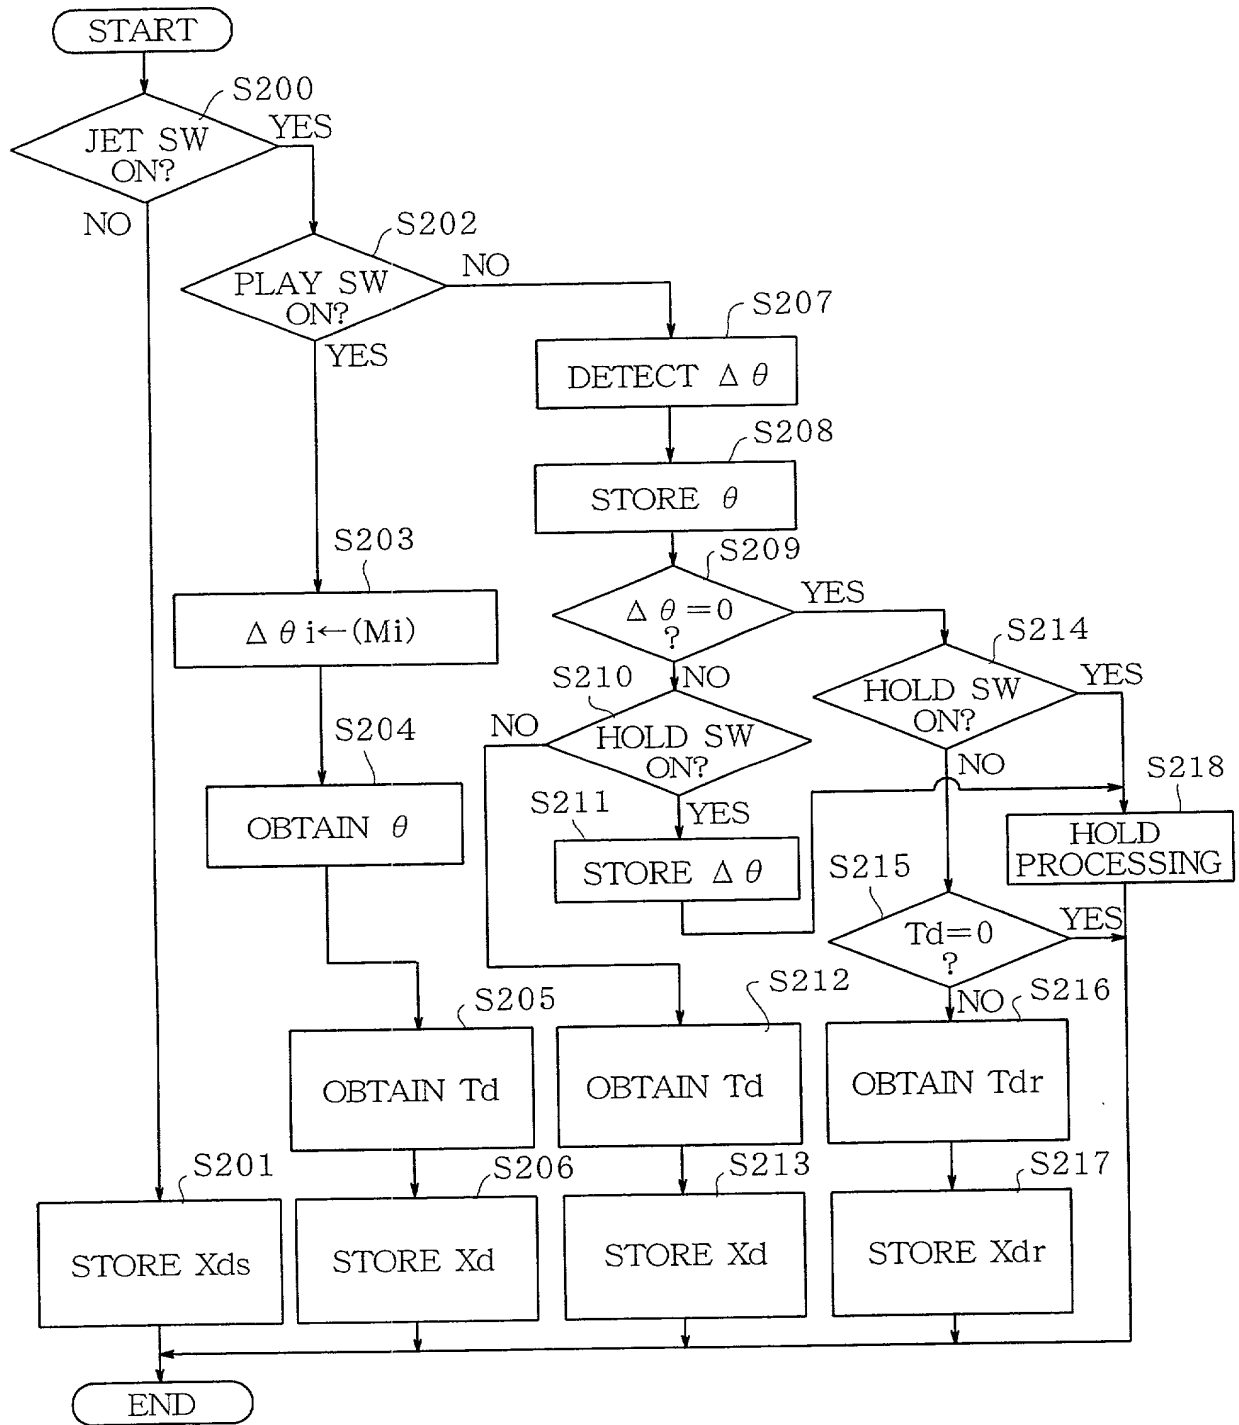 START
S200
JET SW
ON?
YES
NO
S202
PLAY SW
ON?
NO
YES
S207
DETECT Δθ
S208
STORE θ
S203
Δθi←(Mi)
S209
Δθ=0
?
YES
NO
S204
OBTAIN θ
S210
HOLD SW
ON?
NO
YES
S214
HOLD SW
ON?
YES
NO
S211
STORE Δθ
S218
HOLD
PROCESSING
S215
Td=0
?
YES
NO
S205
OBTAIN Td
S212
OBTAIN Td
S216
OBTAIN Tdr
S201
STORE Xds
S206
STORE Xd
S213
STORE Xd
S217
STORE Xdr
END